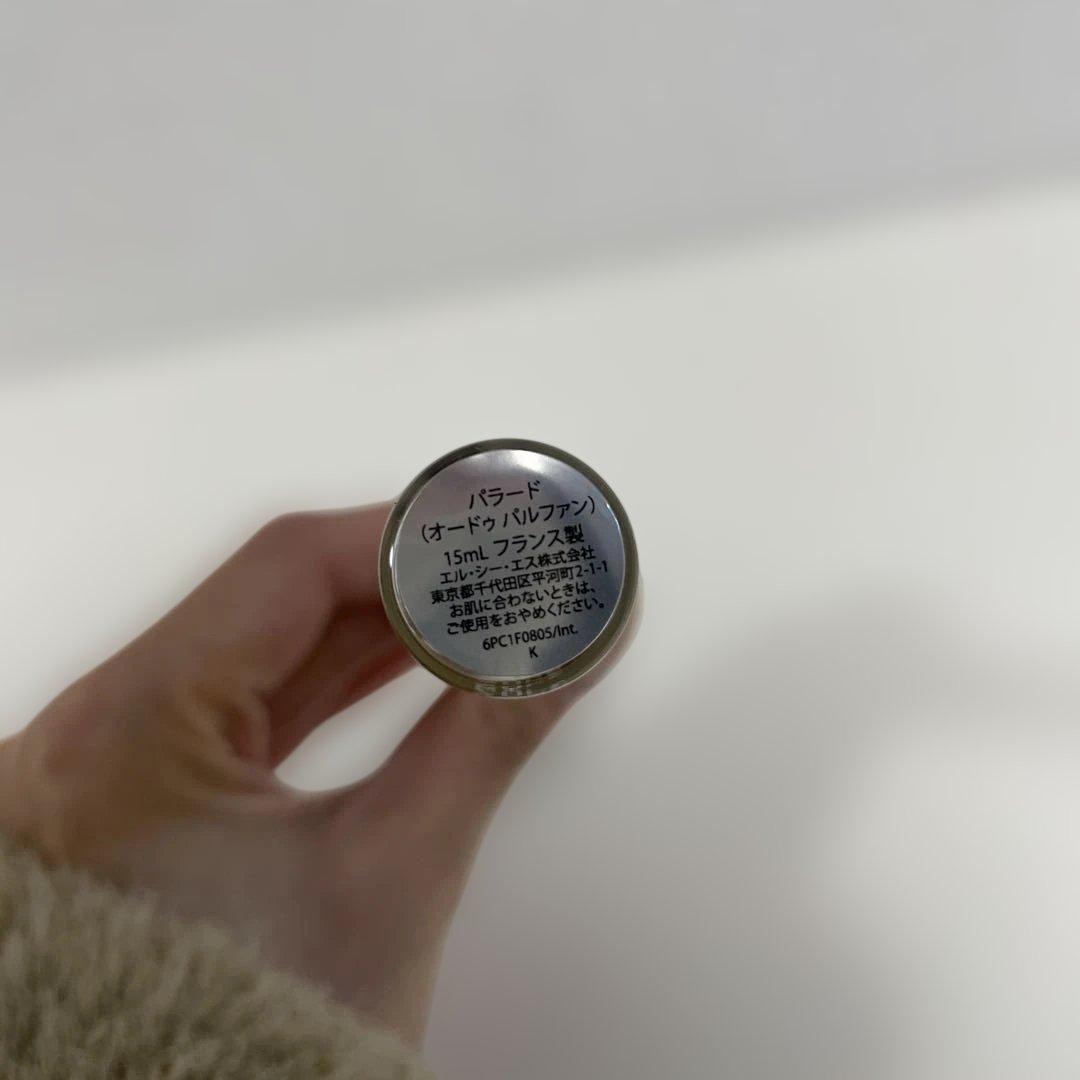 パラード
（オードゥ パルファン）
15mL フランス製
エル・シー・エス株式会社
東京都千代田区平河町2-1-1
お肌に合わないときは、
ご使用をおやめください。
6PC1F0805/Int.
K